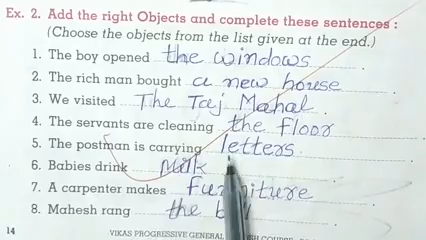 Ex. 2. Add the right Objects and complete these sentences :
(Choose the objects from the list given at the end.)
1. The boy opened the windows.
2. The rich man bought a new house
3. We visited The Taj Mahal.
4. The servants are cleaning the floor
5. The postman is carrying letters.
6. Babies drink Milk
7. A carpenter makes Furniture
8. Mahesh rang the
14 VIKAS PROGRESSIVE GENERAL